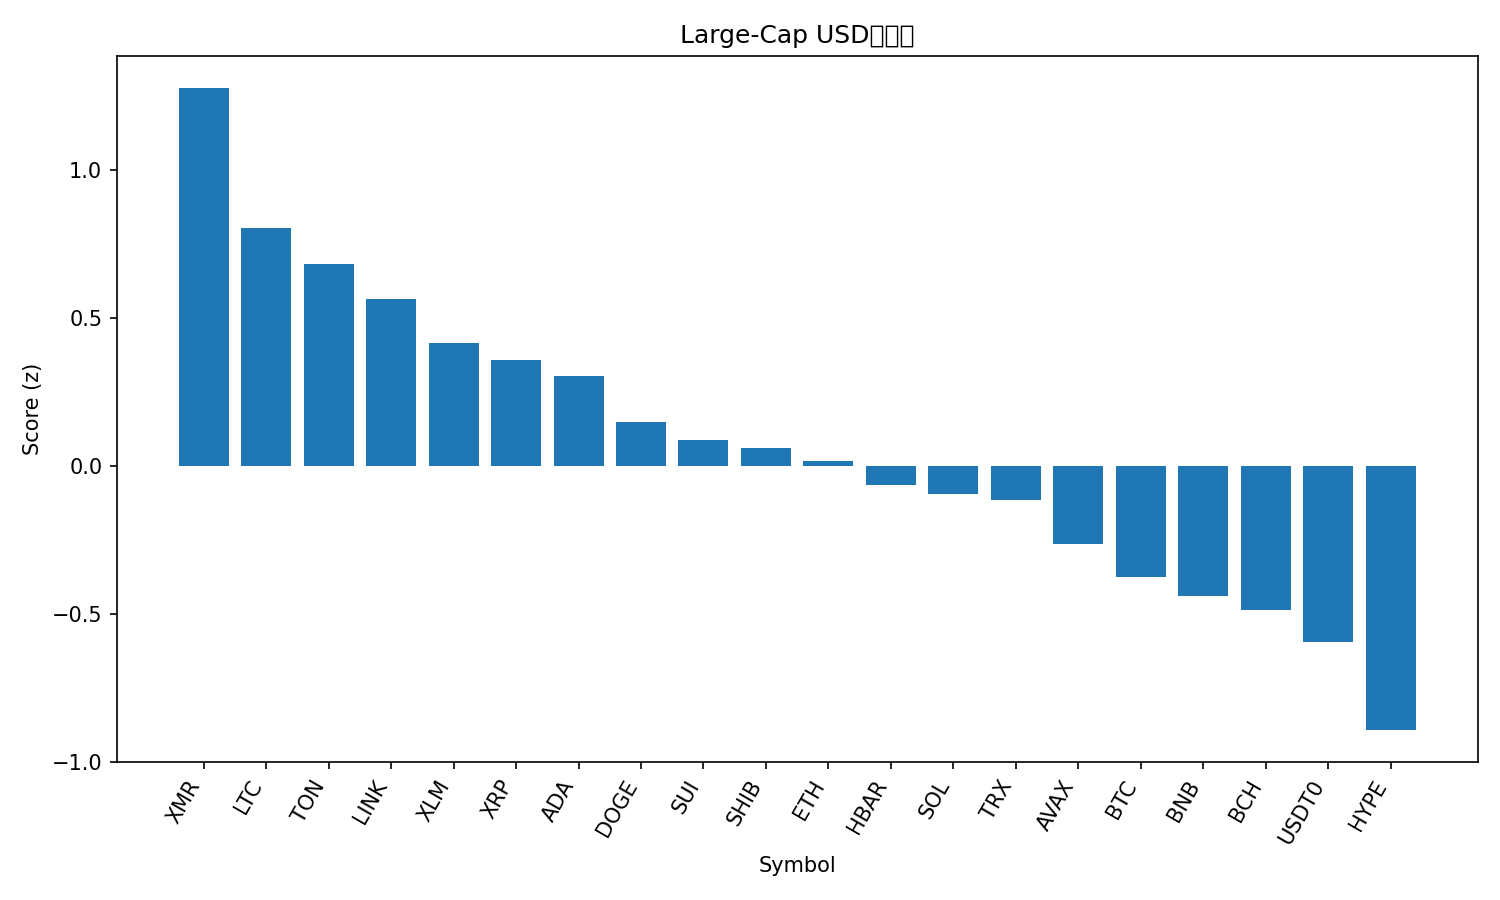 Large-Cap USD
1.0
0.5
0.0
−0.5
−1.0
Score (z)
XMR
LTC
TON
LINK
XLM
XRP
ADA
DOGE
SUI
SHIB
ETH
HBAR
SOL
TRX
AVAX
BTC
BNB
BCH
USDT0
HYPE
Symbol